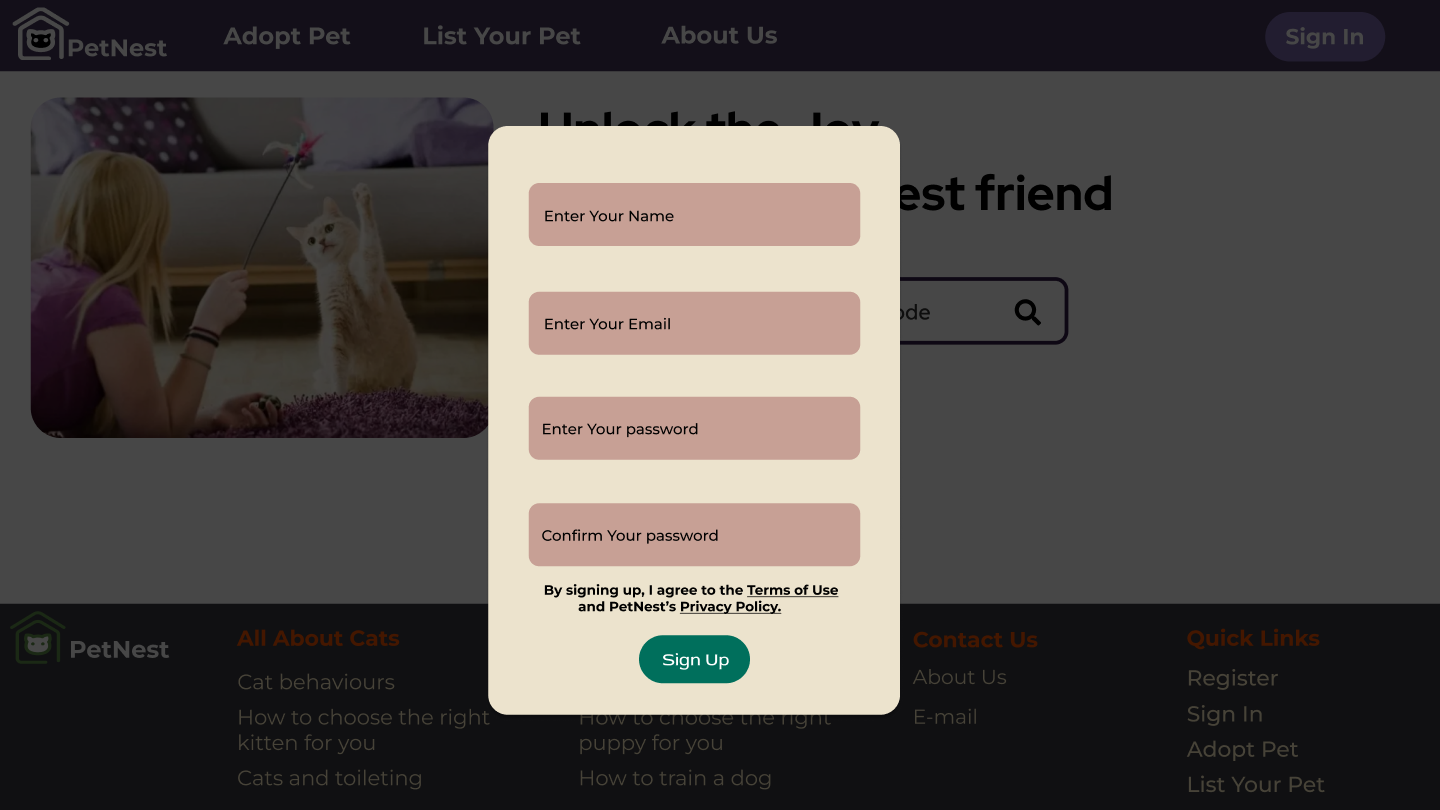 PetNest
Adopt Pet
List Your Pet
About Us
Sign In
Unlock the Joy
est friend
ode
Enter Your Name
Enter Your Email
Enter Your password
Confirm Your password
By signing up, I agree to the Terms of Use
and PetNest’s Privacy Policy.
Sign Up
PetNest
All About Cats
Cat behaviours
How to choose the right
kitten for you
Cats and toileting
How to choose the right
puppy for you
How to train a dog
Contact Us
About Us
E-mail
Quick Links
Register
Sign In
Adopt Pet
List Your Pet